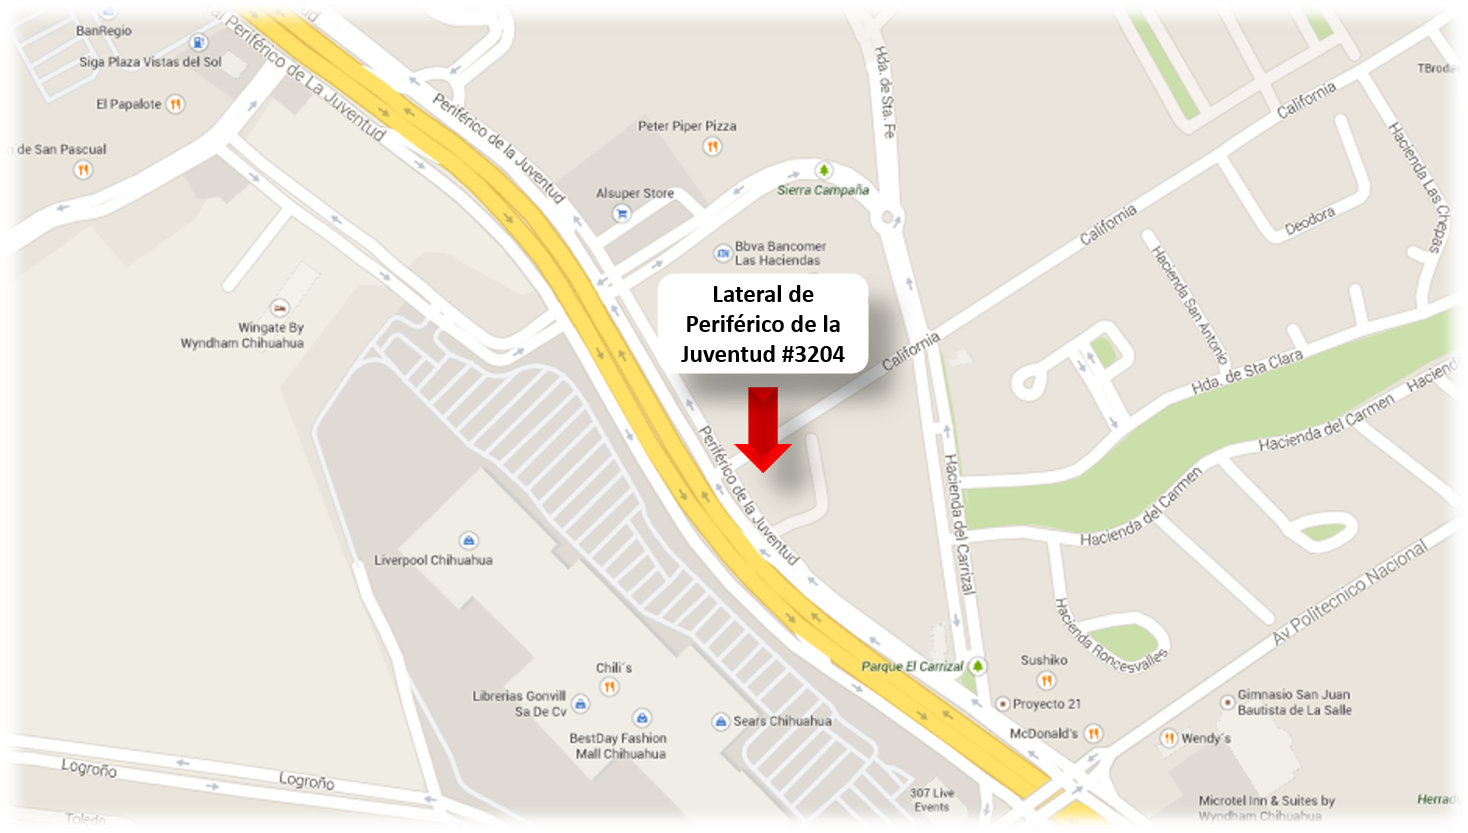 BanRegio
Siga Plaza Vistas del Sol
El Papalote
de San Pascual
Periférico de La Juventud
Periférico de la Juventud
Peter Piper Pizza
Alsuper Store
Sierra Campaña
Hda. de Sta. Fe
Bbva Bancomer
Las Haciendas
Lateral de
Periférico de la
Juventud #3204
California
California
California
TBroda
Hacienda Las Chepas
Deodora
Hacienda San Antonio
Hda. de Sta Clara
Hacienda del Carmen
Hacienda
Hacienda del Carmen
Wingate By
Wyndham Chihuahua
Periférico de la Juventud
Hacienda del Carrizal
Liverpool Chihuahua
Av Politecnico Nacional
Hacienda Roncesvalles
Chili´s
Librerias Gonvill
Sa De Cv
BestDay Fashion
Mall Chihuahua
Sears Chihuahua
Parque El Carrizal
Sushiko
Proyecto 21
McDonald's
Wendy´s
Gimnasio San Juan
Bautista de La Salle
307 Live
Events
Microtel Inn & Suites by
Wyndham Chihuahua
Herradu
Logroño
Logroño
Toledo